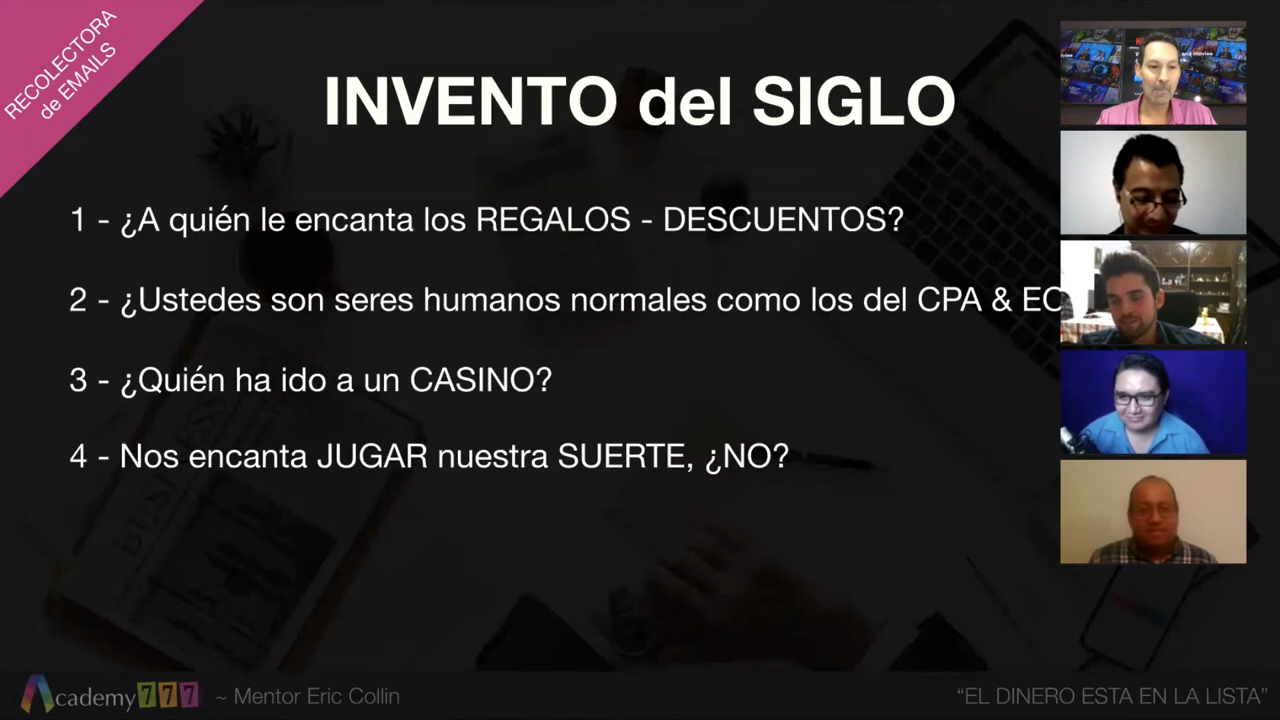 RECOLECTORA
de EMAILS
INVENTO del SIGLO
1 - ¿A quién le encanta los REGALOS - DESCUENTOS?
2 - ¿Ustedes son seres humanos normales como los del CPA & EC
3 - ¿Quién ha ido a un CASINO?
4 - Nos encanta JUGAR nuestra SUERTE, ¿NO?
BUSINESS
Academy777 ~ Mentor Eric Collin
“EL DINERO ESTA EN LA LISTA”